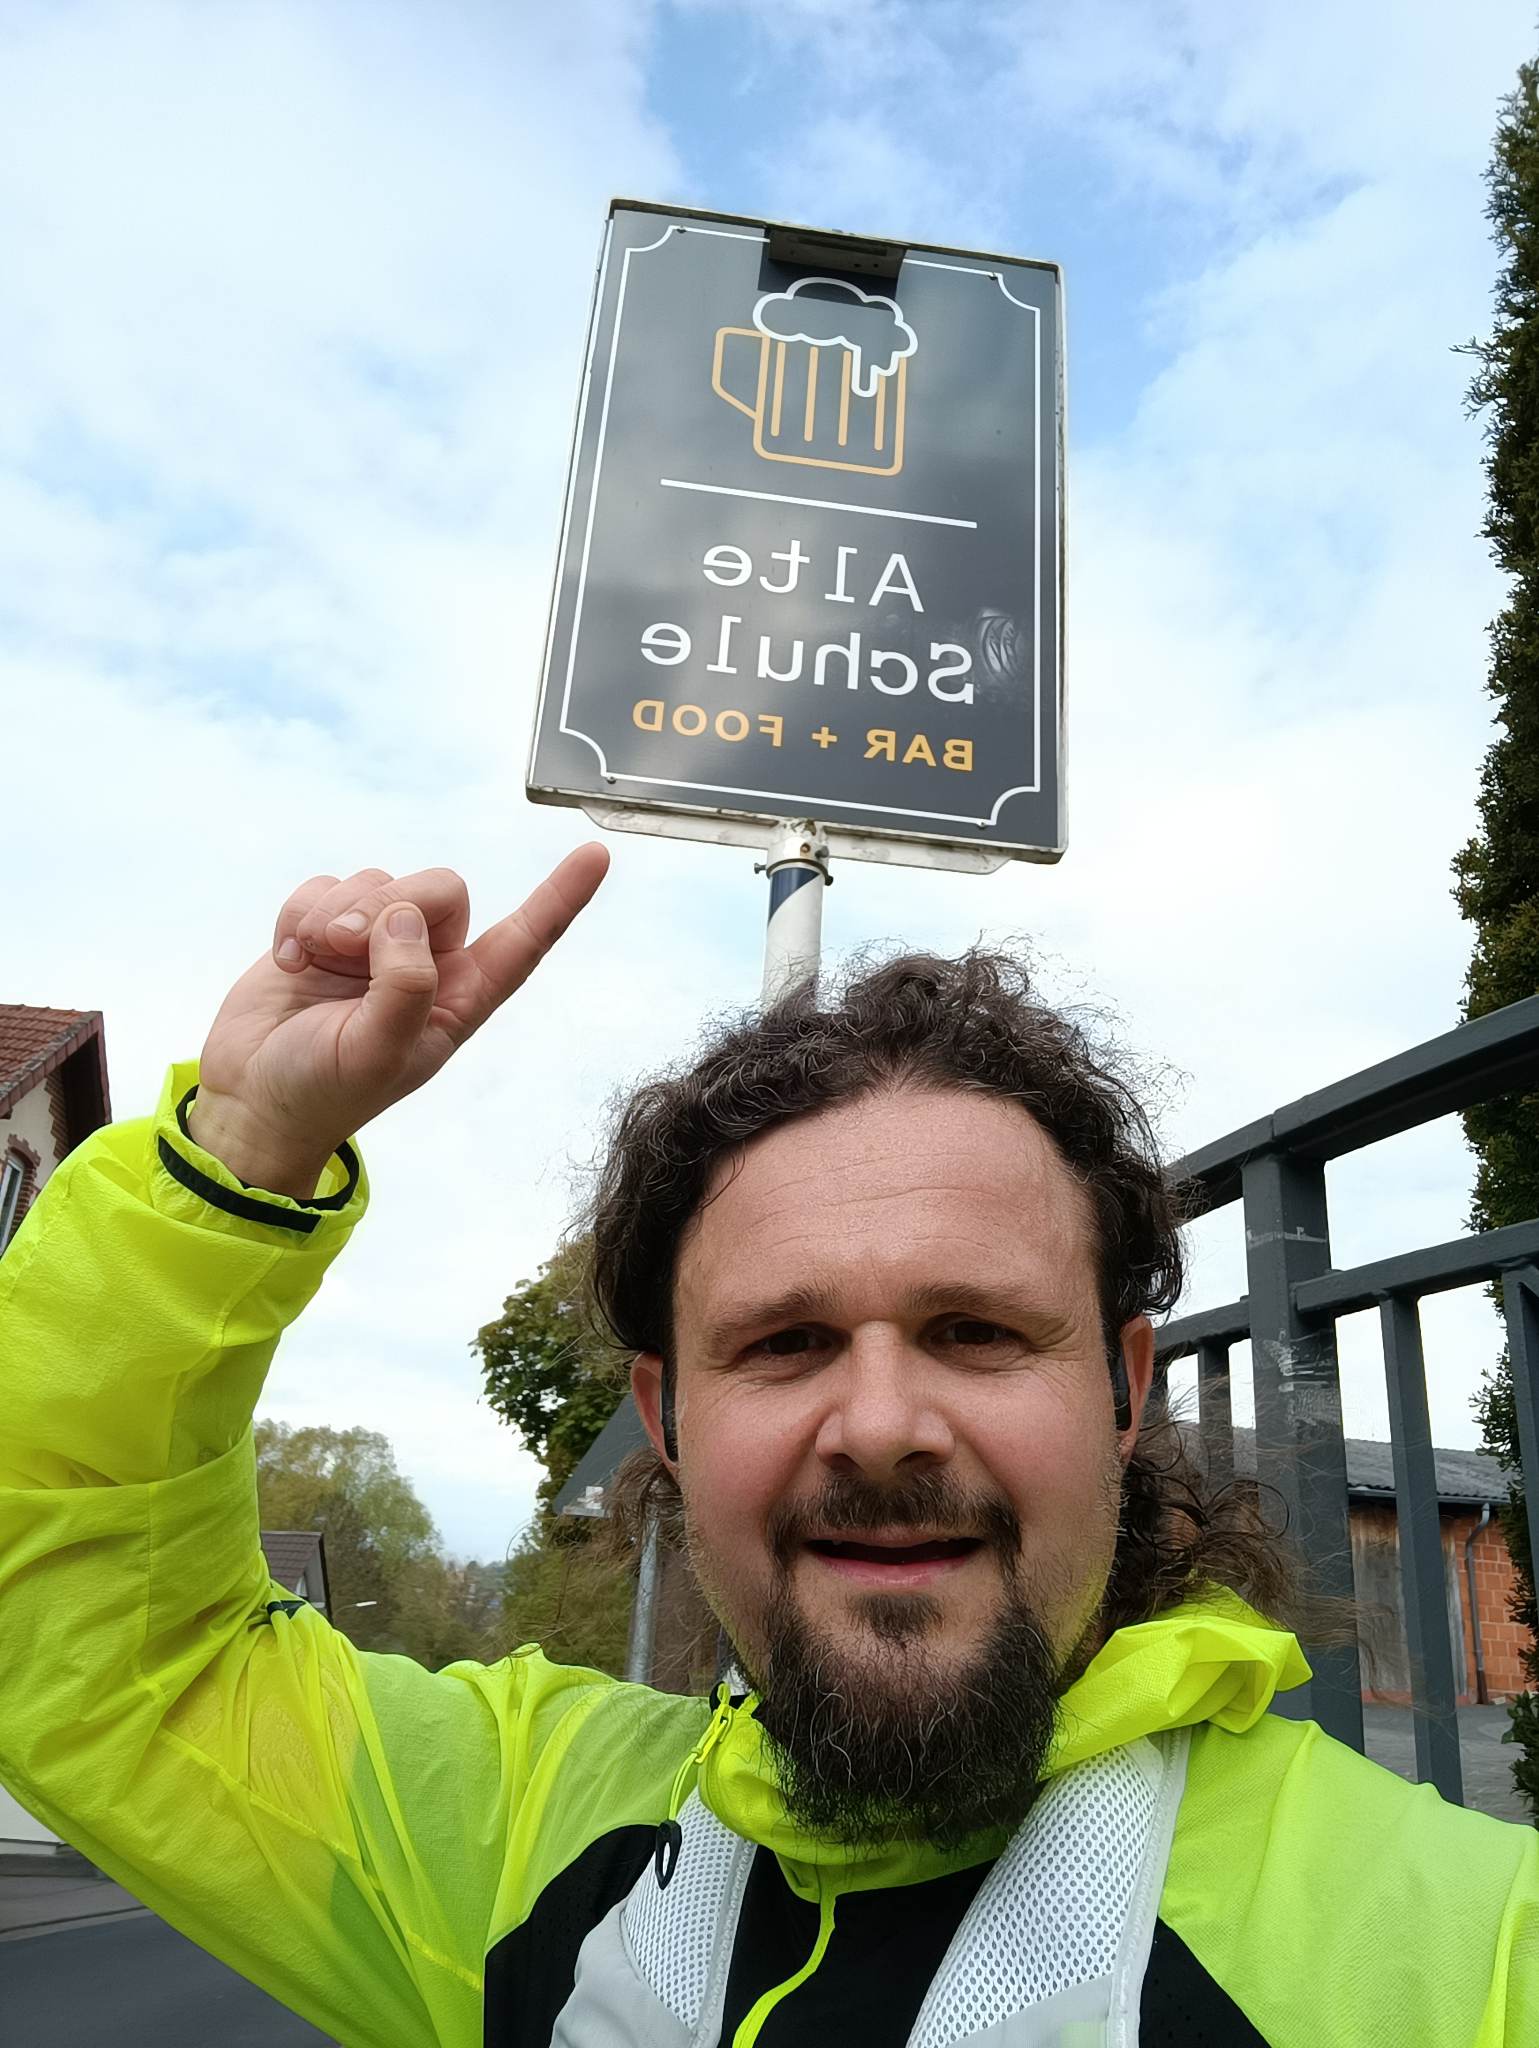 Alte
Schule
BAR + FOOD